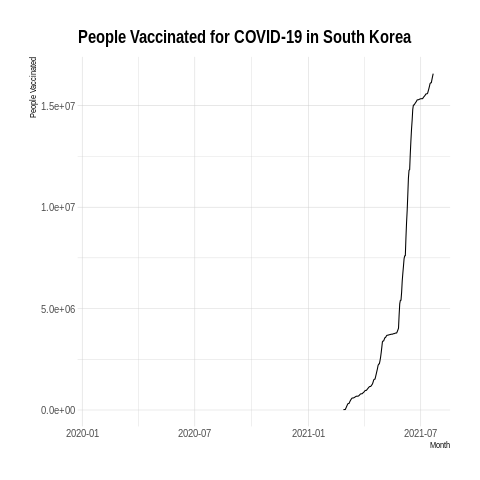 People Vaccinated for COVID-19 in South Korea
People Vaccinated
1.5e+07
1.0e+07
5.0e+06
0.0e+00
2020-01
2020-07
2021-01
2021-07
Month